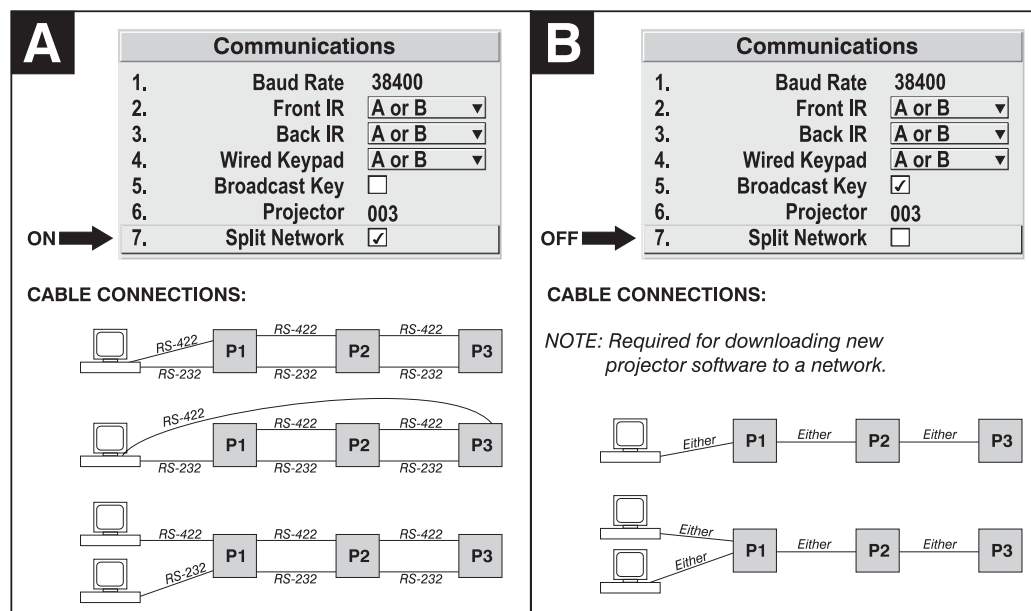 A
Communications
1. Baud Rate 38400
2. Front IR A or B
3. Back IR A or B
4. Wired Keypad A or B
5. Broadcast Key
6. Projector 003
ON 7. Split Network ✓
CABLE CONNECTIONS:
RS-422 RS-422 RS-422
P1 P2 P3
RS-232 RS-232 RS-232
RS-422 RS-422 RS-422
P1 P2 P3
RS-232 RS-232 RS-232
RS-422 RS-422 RS-422
P1 P2 P3
RS-232 RS-232 RS-232
B
Communications
1. Baud Rate 38400
2. Front IR A or B
3. Back IR A or B
4. Wired Keypad A or B
5. Broadcast Key ✓
6. Projector 003
OFF 7. Split Network
CABLE CONNECTIONS:
NOTE: Required for downloading new
projector software to a network.
Either P1 Either P2 Either P3
Either
P1 Either P2 Either P3
Either